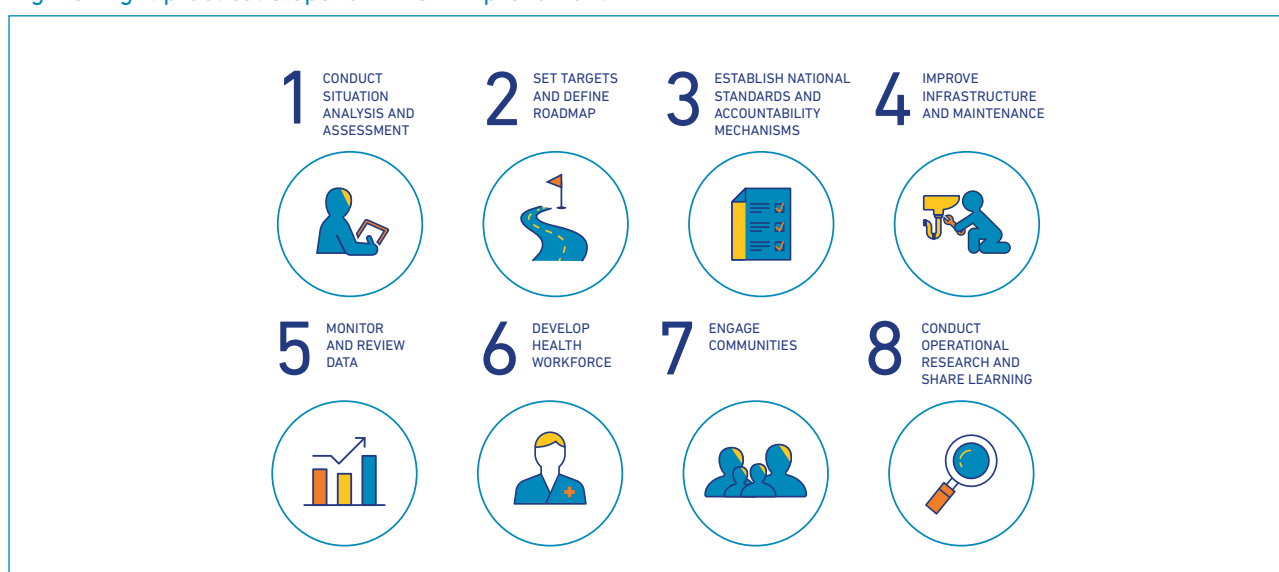 1 CONDUCT
SITUATION
ANALYSIS AND
ASSESSMENT
2 SET TARGETS
AND DEFINE
ROADMAP
3 ESTABLISH NATIONAL
STANDARDS AND
ACCOUNTABILITY
MECHANISMS
4 IMPROVE
INFRASTRUCTURE
AND MAINTENANCE
5 MONITOR
AND REVIEW
DATA
6 DEVELOP
HEALTH
WORKFORCE
7 ENGAGE
COMMUNITIES
8 CONDUCT
OPERATIONAL
RESEARCH AND
SHARE LEARNING